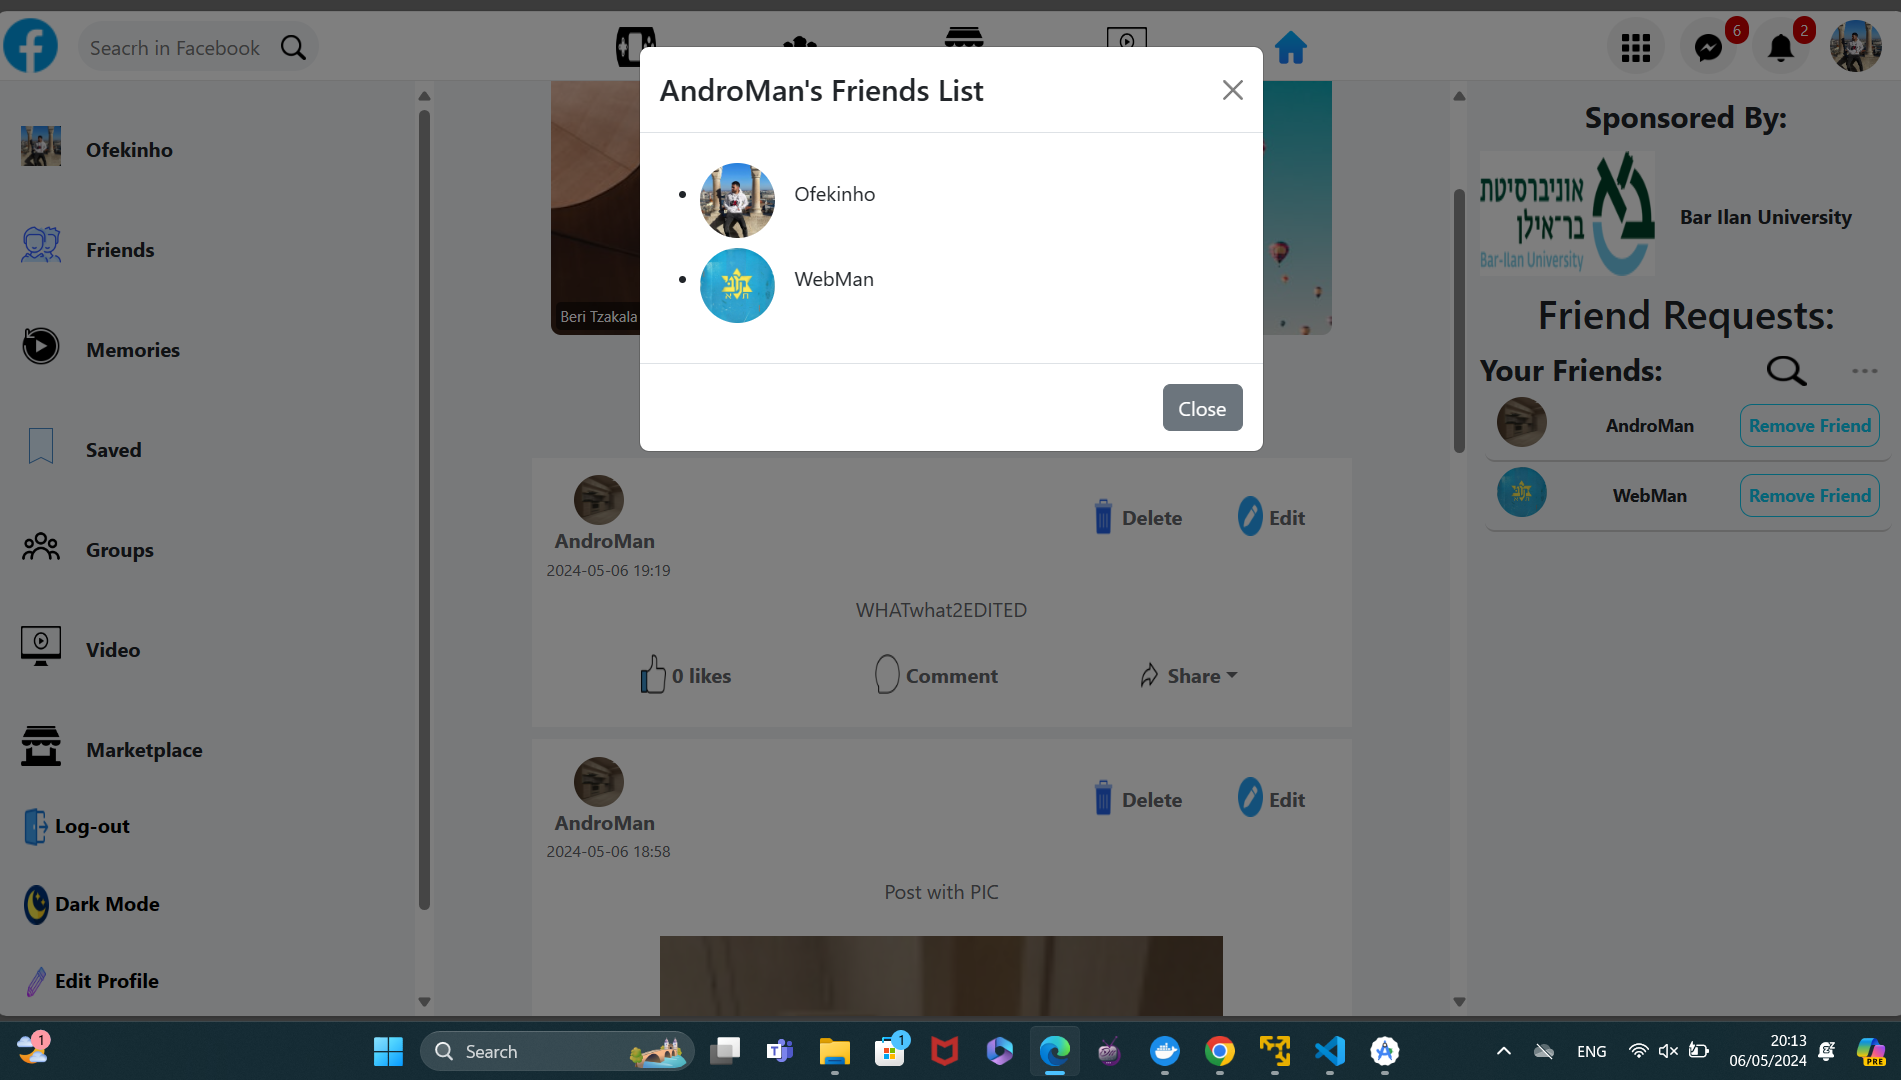 Seacrh in Facebook
6
2
AndroMan's Friends List
Ofekinho
WebMan
Close
Ofekinho
Friends
Memories
Saved
Groups
Video
Marketplace
Log-out
Dark Mode
Edit Profile
Beri Tzakala
AndroMan
2024-05-06 19:19
Delete
Edit
WHATwhat2EDITED
0 likes
Comment
Share
AndroMan
2024-05-06 18:58
Delete
Edit
Post with PIC
Sponsored By:
אוניברסיטת
בר-אילן
Bar-Ilan University
Bar Ilan University
Friend Requests:
Your Friends:
AndroMan
Remove Friend
WebMan
Remove Friend
1
Search
1
ENG
20:13
06/05/2024
PRE